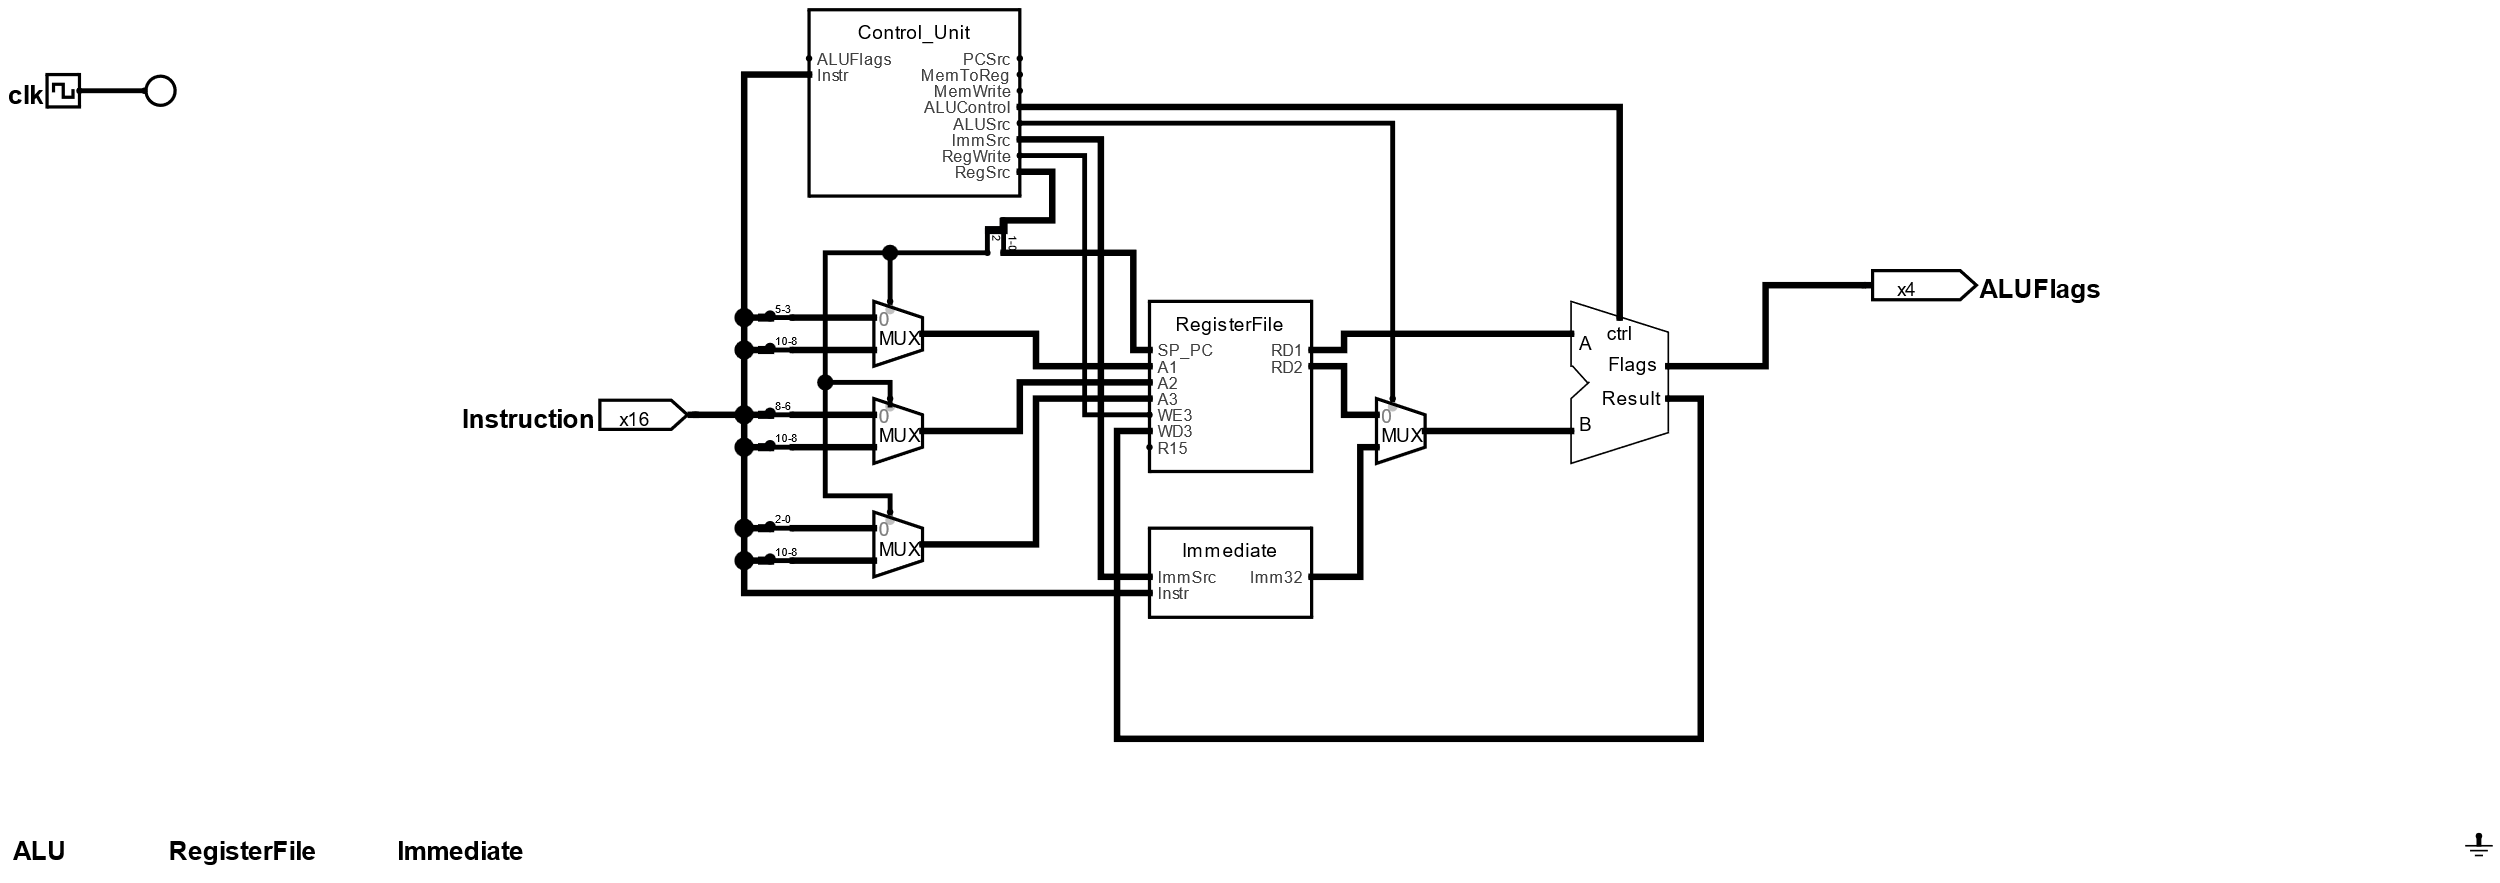 Control_Unit
ALUFlags PCSrc
Instr MemToReg
MemWrite
ALUControl
ALUSrc
ImmSrc
RegWrite
RegSrc
clk
2 1-0
5-3
0
MUX
10-8
8-6
0
MUX
10-8
2-0
0
MUX
10-8
Instruction x16
RegisterFile
SP_PC RD1
A1 RD2
A2
A3
WE3
WD3
R15
0
MUX
Immediate
ImmSrc Imm32
Instr
ctrl
A
Flags
Result
B
x4 ALUFlags
ALU RegisterFile Immediate